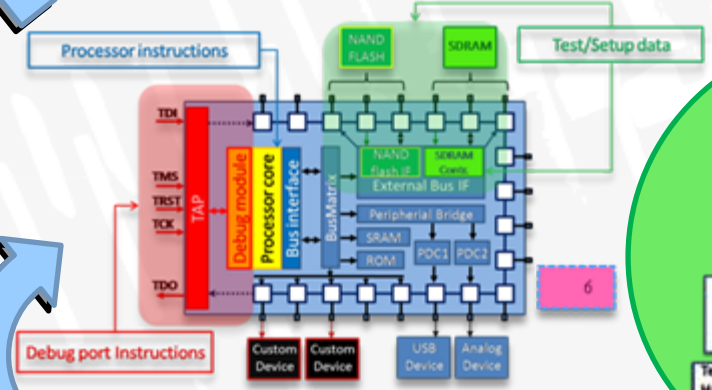 NAND
FLASH
SDRAM
Processor instructions
Test/Setup data
TDI
TMS
TRST
TCK
TDO
TAP
Debug module
Processor core
Bus interface
BusMatrix
NAND
flash IF
SDRAM
Contr.
External Bus IF
Peripheral Bridge
SRAM
ROM
PDC1
PDC2
6
Debug port Instructions
Custom
Device
Custom
Device
USB
Device
Analog
Device